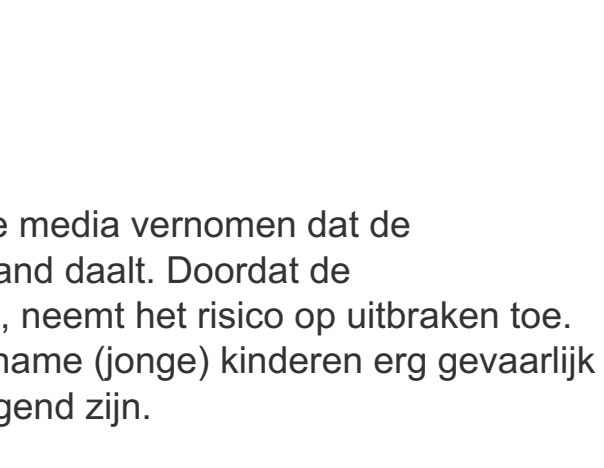 e media vernomen dat de
and daalt. Doordat de
, neemt het risico op uitbraken toe.
name (jonge) kinderen erg gevaarlijk
gend zijn.